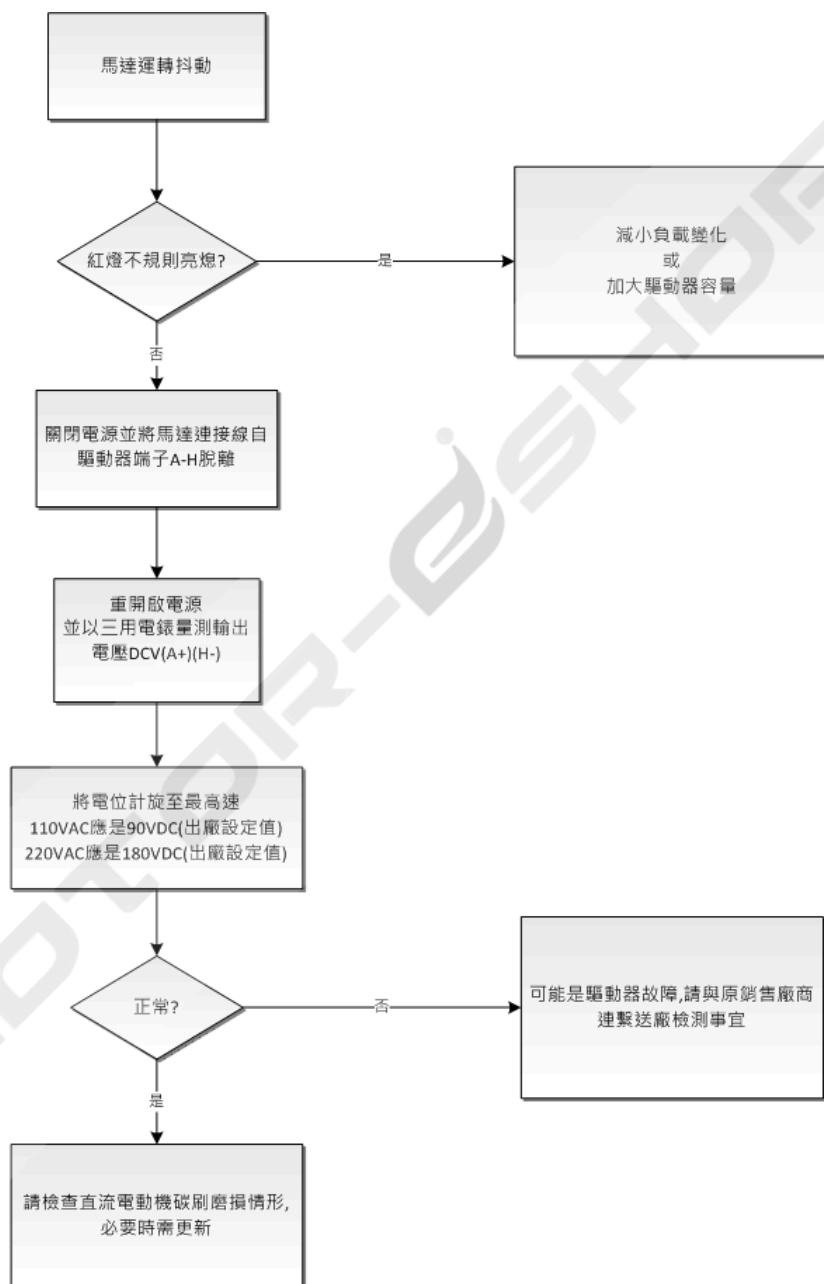 馬達運轉抖動
紅燈不規則亮熄?
是
減小負載變化
或
加大驅動器容量
否
關閉電源並將馬達連接線自
驅動器端子A-H脫離
重開啟電源
並以三用電錶量測輸出
電壓DCV(A+)(H-)
將電位計旋至最高速
110VAC應是90VDC(出廠設定值)
220VAC應是180VDC(出廠設定值)
正常?
否
可能是驅動器故障,請與原銷售廠商
連繫送廠檢測事宜
是
請檢查直流電動機碳刷磨損情形,
必要時需更新
MOTOR-eSHOR